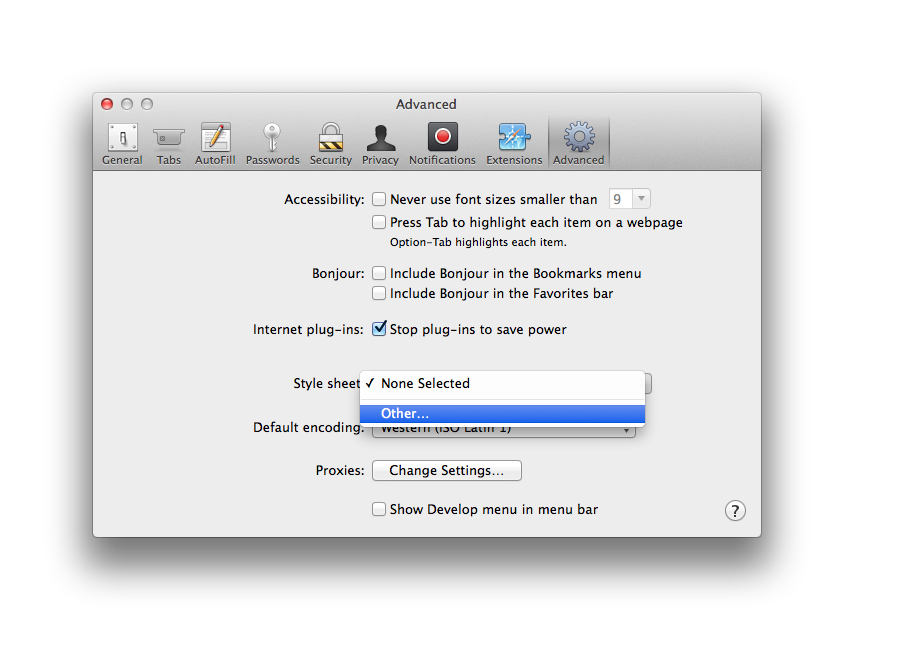 Advanced
General Tabs AutoFill Passwords Security Privacy Notifications Extensions Advanced
Accessibility: Never use font sizes smaller than 9
Press Tab to highlight each item on a webpage
Option-Tab highlights each item.
Bonjour: Include Bonjour in the Bookmarks menu
Include Bonjour in the Favorites bar
Internet plug-ins: Stop plug-ins to save power
Style sheet None Selected
Other...
Default encoding: Western (ISO Latin 1)
Proxies: Change Settings...
Show Develop menu in menu bar
?